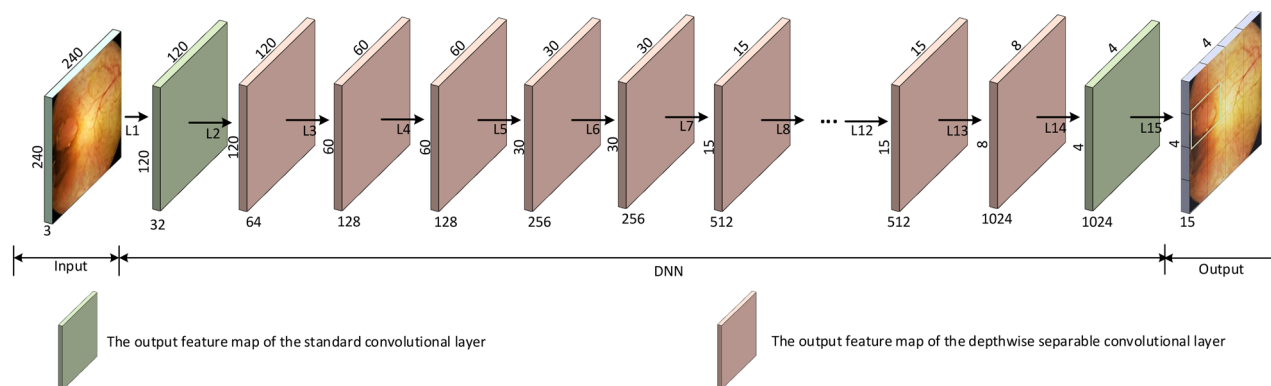 240 120 120 60 60 30 30 15 15 8 4 4
L1 L2 L3 L4 L5 L6 L7 L8 ... L12 L13 L14 L15
240 120 120 60 60 30 30 15 15 8 4 4
3 32 64 128 128 256 256 512 512 1024 1024 15
Input DNN Output
The output feature map of the standard convolutional layer
The output feature map of the depthwise separable convolutional layer